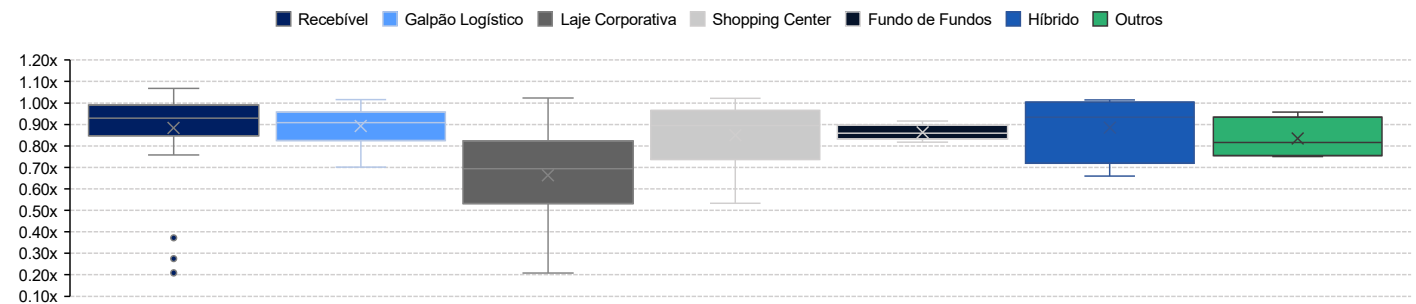 Recebível Galpão Logístico Laje Corporativa Shopping Center Fundo de Fundos Híbrido Outros
1.20x
1.10x
1.00x
0.90x
0.80x
0.70x
0.60x
0.50x
0.40x
0.30x
0.20x
0.10x